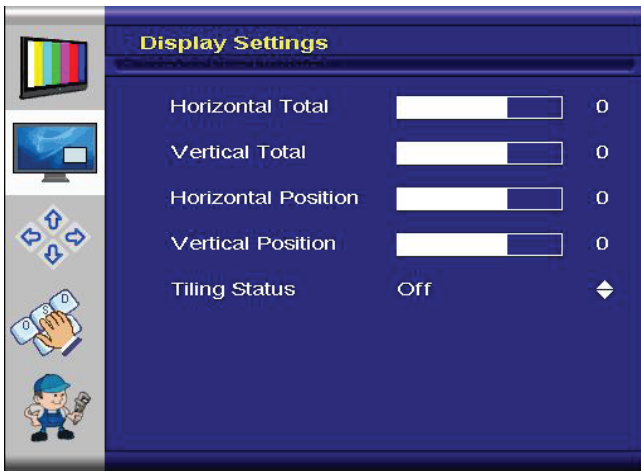 Display Settings
Horizontal Total 0
Vertical Total 0
Horizontal Position 0
Vertical Position 0
Tiling Status Off
O S D